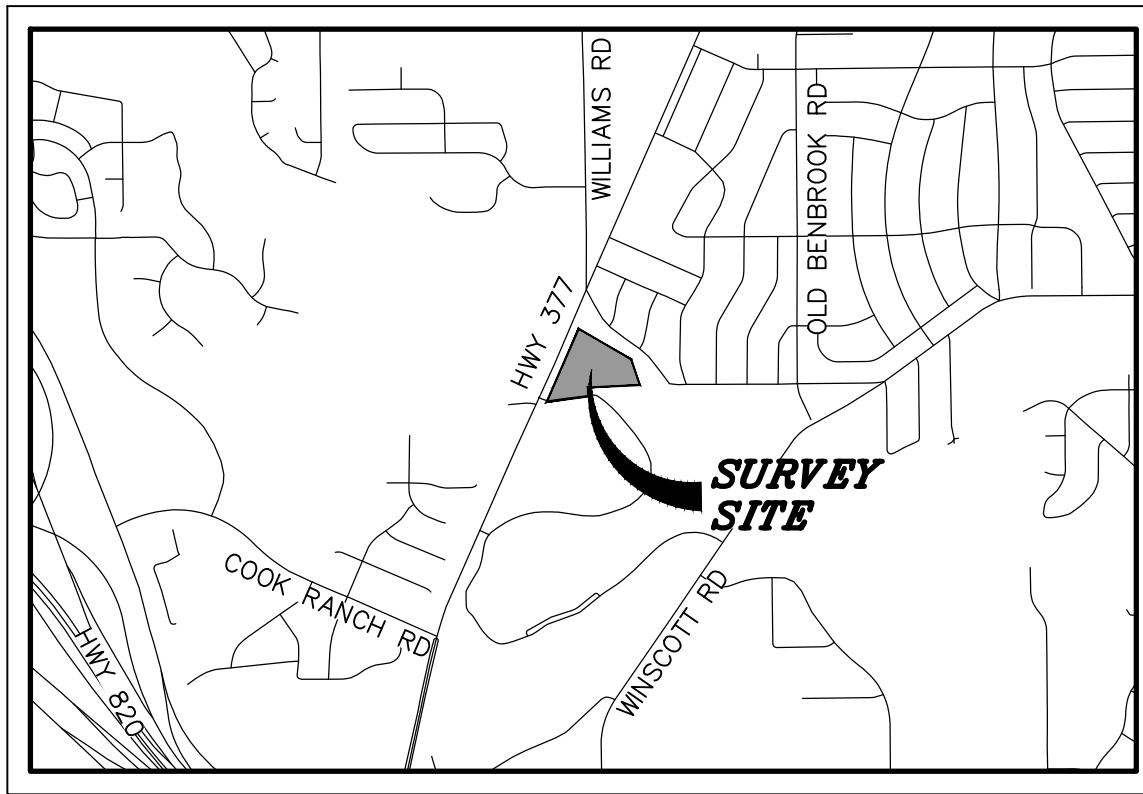 WILLIAMS RD
OLD BENBROOK RD
HWY 377
SURVEY
SITE
COOK RANCH RD
WINSCOTT RD
HWY 820